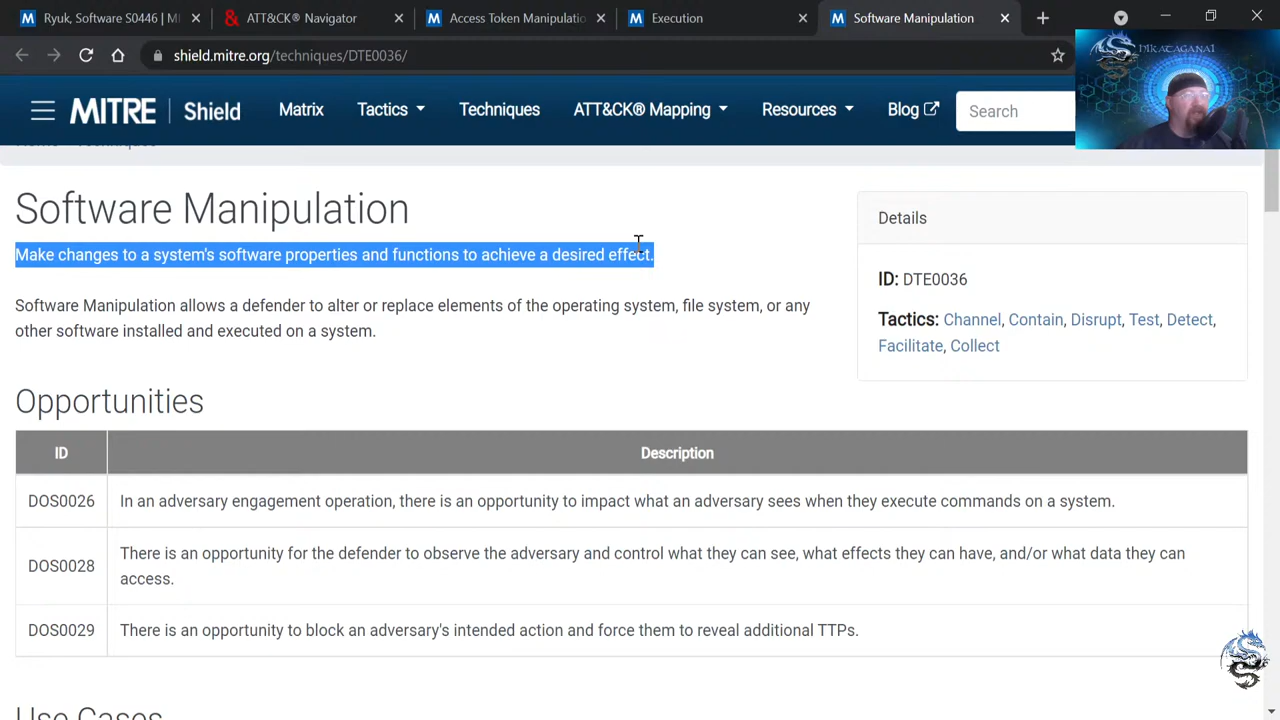 Ryuk, Software S0446 | MI
ATT&CK® Navigator
Access Token Manipulatio
Execution
Software Manipulation
shield.mitre.org/techniques/DTE0036/
HIKATAGANAI
MITRE | Shield
Matrix
Tactics
Techniques
ATT&CK® Mapping
Resources
Blog
Search
Software Manipulation
Make changes to a system's software properties and functions to achieve a desired effect.
Software Manipulation allows a defender to alter or replace elements of the operating system, file system, or any
other software installed and executed on a system.
Details
ID: DTE0036
Tactics: Channel, Contain, Disrupt, Test, Detect,
Facilitate, Collect
Opportunities
ID Description
DOS0026 In an adversary engagement operation, there is an opportunity to impact what an adversary sees when they execute commands on a system.
DOS0028 There is an opportunity for the defender to observe the adversary and control what they can see, what effects they can have, and/or what data they can
access.
DOS0029 There is an opportunity to block an adversary's intended action and force them to reveal additional TTPs.
Use Cases